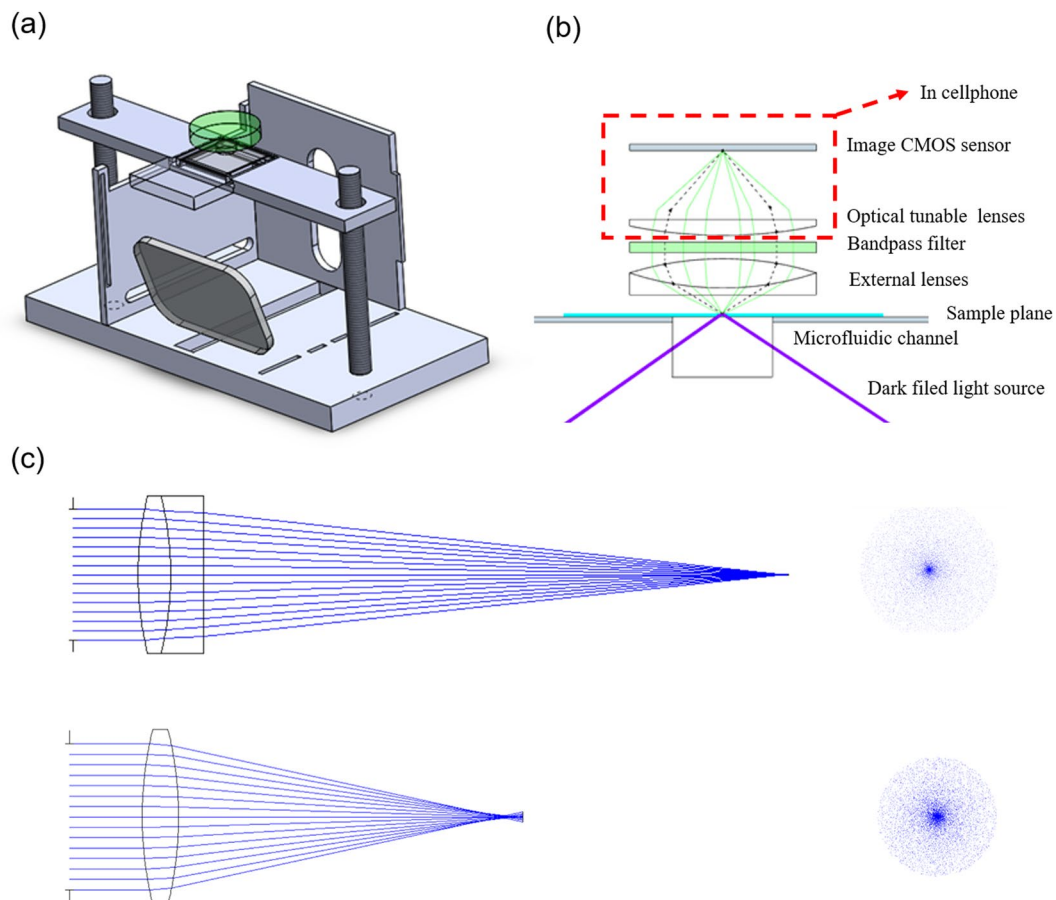 (a)
(b)
In cellphone
Image CMOS sensor
Optical tunable lenses
Bandpass filter
External lenses
Sample plane
Microfluidic channel
Dark filed light source
(c)